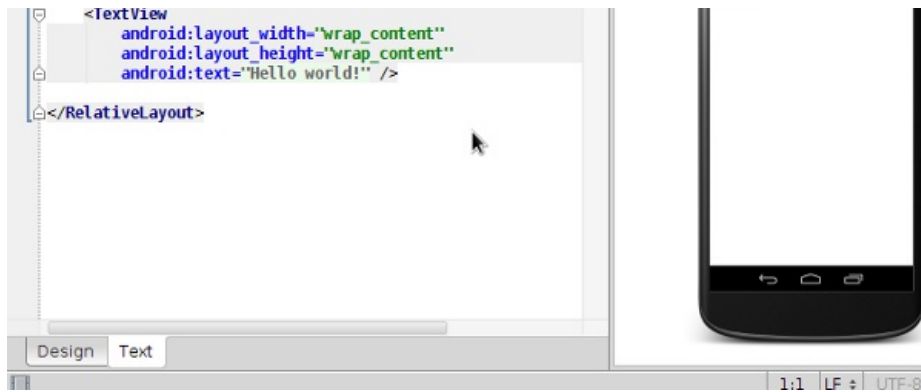 <TextView
android:layout_width="wrap_content"
android:layout_height="wrap_content"
android:text="Hello world!" />
</RelativeLayout>
Design Text
1:1 LF UTF-8